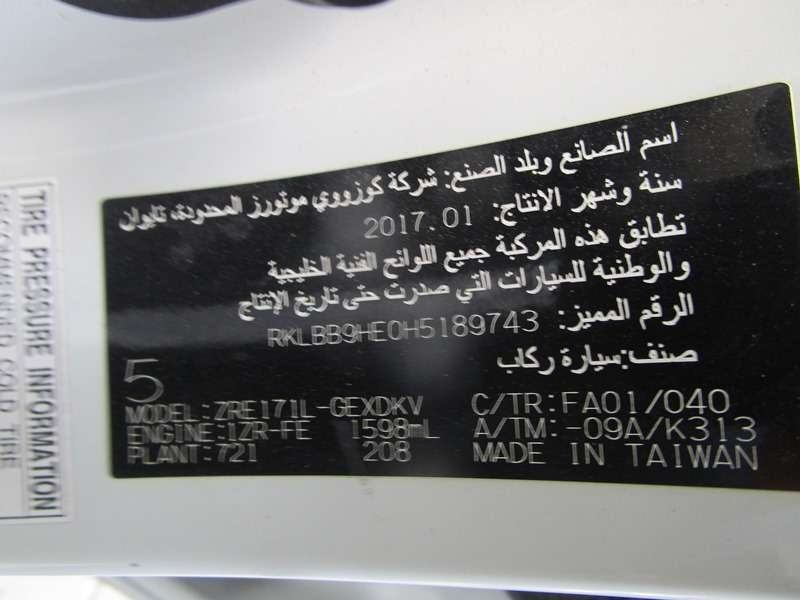 اسم الصانع وبلد الصنع: شركة كوزووي موتورز المحدودة، تايوان
سنة وشهر الانتاج: 2017.01
تطابق هذه المركبة جميع اللوائح الفنية الخليجية
والوطنية للسيارات التي صدرت حتى تاريخ الإنتاج
الرقم المميز: RKLBB9HE0H5189743
صنف:سيارة ركاب
5
MODEL:ZRE171L-GEXDKV C/TR:FA01/040
ENGINE:1ZR-FE 1598mL A/TM:-09A/K313
PLANT:721 208 MADE IN TAIWAN
TIRE PRESSURE INFORMATION
RECOMMENDED COLD TIRE